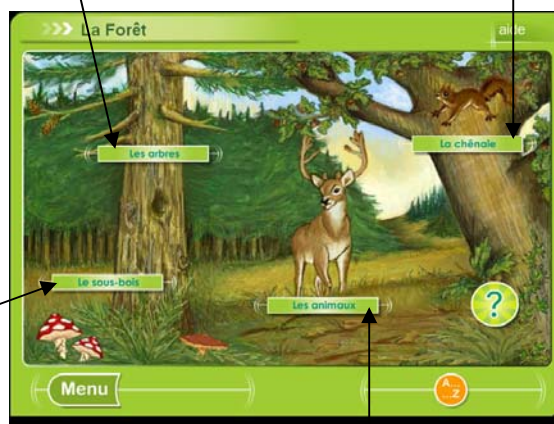 >>> La Forêt
aide
Les arbres
La chênaie
Le sous-bois
Les animaux
?
Menu
A...
...Z